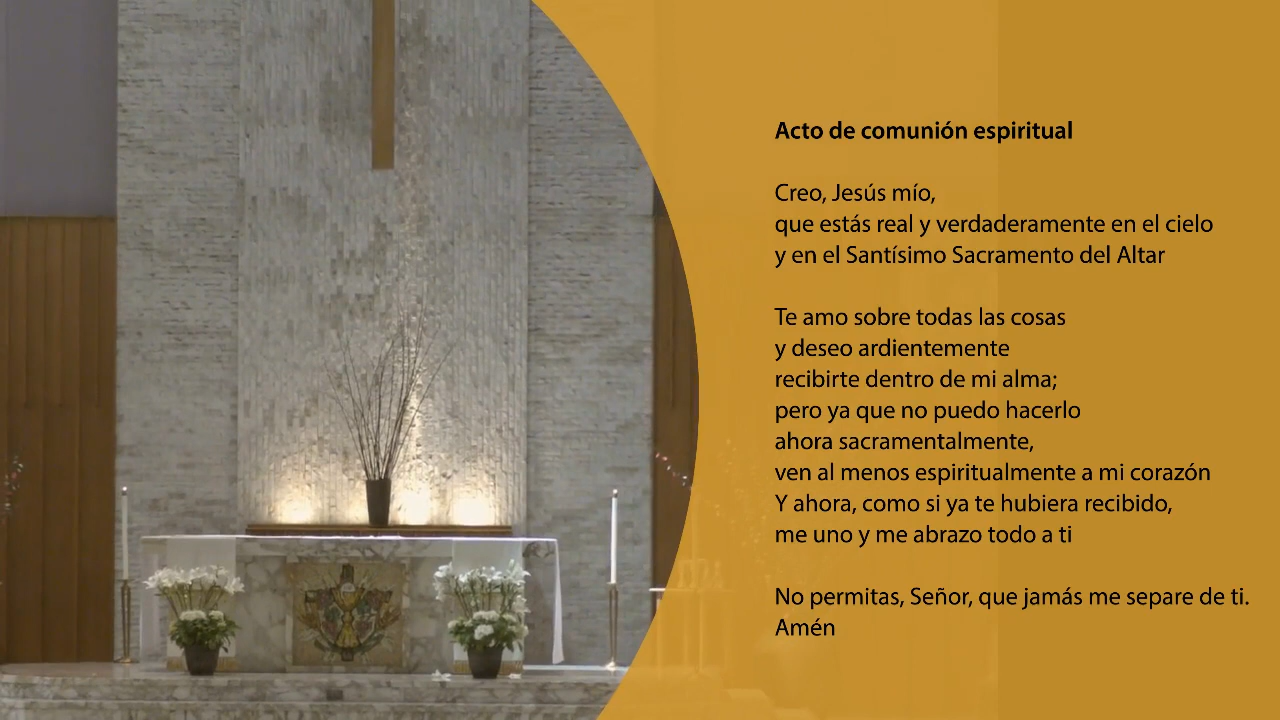 Acto de comunión espiritual
Creo, Jesús mío,
que estás real y verdaderamente en el cielo
y en el Santísimo Sacramento del Altar
Te amo sobre todas las cosas
y deseo ardientemente
recibirte dentro de mi alma;
pero ya que no puedo hacerlo
ahora sacramentalmente,
ven al menos espiritualmente a mi corazón
Y ahora, como si ya te hubiera recibido,
me uno y me abrazo todo a ti
No permitas, Señor, que jamás me separe de ti.
Amén